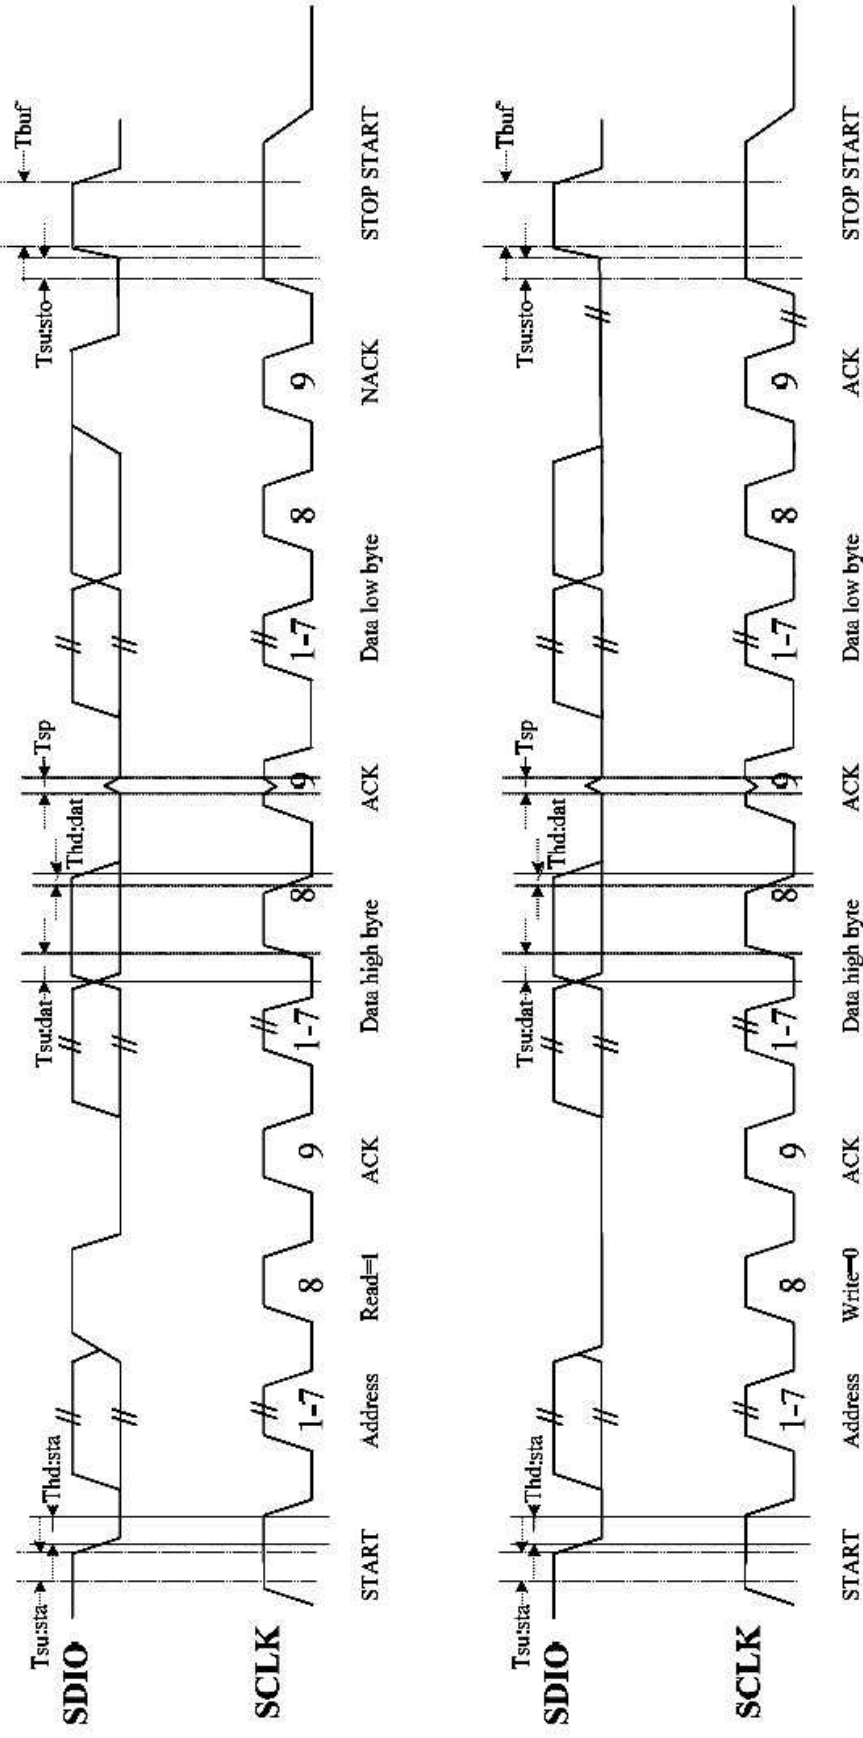 Tsu:sta Thd:sta Tsu:dat Thd:dat Tsp Tsu:sto Tbuf
SDIO
SCLK
1-7 8 9 1-7 8 9 1-7 8 9
START Address Read=1 ACK Data high byte ACK Data low byte NACK STOP START
Tsu:sta Thd:sta Tsu:dat Thd:dat Tsp Tsu:sto Tbuf
SDIO
SCLK
1-7 8 9 1-7 8 9 1-7 8 9
START Address Write=0 ACK Data high byte ACK Data low byte ACK STOP START